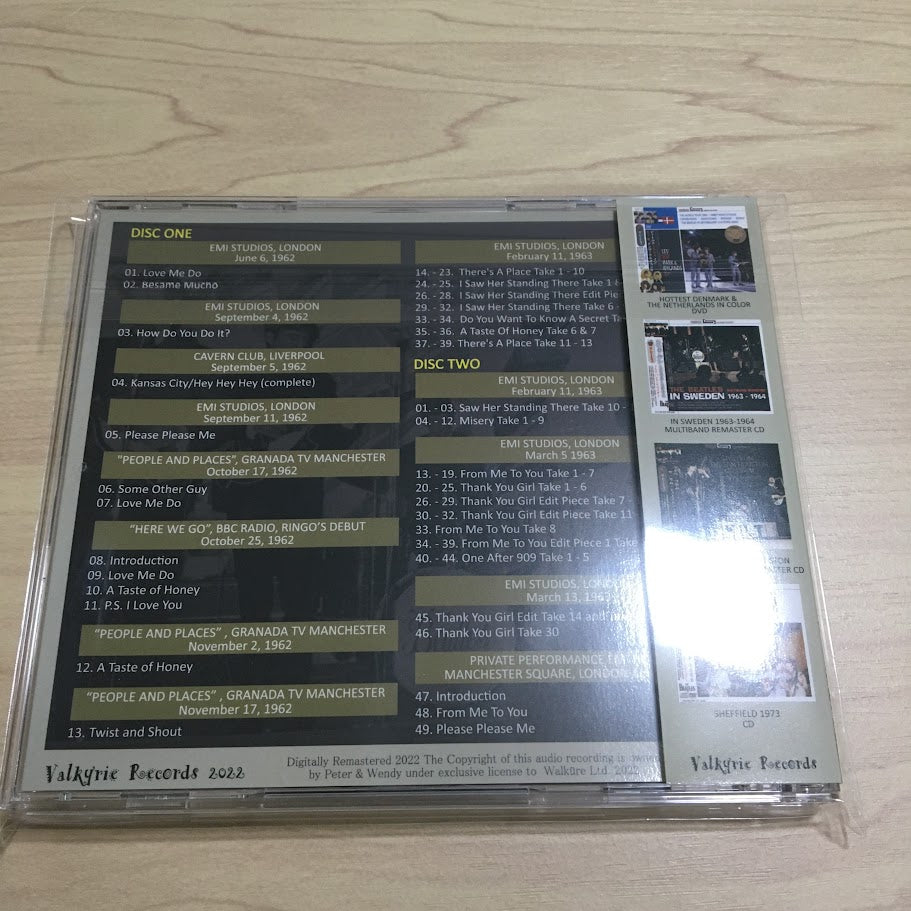 DISC ONE
EMI STUDIOS, LONDON
June 6, 1962
01. Love Me Do
02. Besame Mucho
EMI STUDIOS, LONDON
September 4, 1962
03. How Do You Do It?
CAVERN CLUB, LIVERPOOL
September 5, 1962
04. Kansas City/Hey Hey Hey (complete)
EMI STUDIOS, LONDON
September 11, 1962
05. Please Please Me
"PEOPLE AND PLACES", GRANADA TV MANCHESTER
October 17, 1962
06. Some Other Guy
07. Love Me Do
"HERE WE GO", BBC RADIO, RINGO'S DEBUT
October 25, 1962
08. Introduction
09. Love Me Do
10. A Taste of Honey
11. P.S. I Love You
"PEOPLE AND PLACES" , GRANADA TV MANCHESTER
November 2, 1962
12. A Taste of Honey
"PEOPLE AND PLACES" , GRANADA TV MANCHESTER
November 17, 1962
13. Twist and Shout
EMI STUDIOS, LONDON
February 11, 1963
14. - 23. There's A Place Take 1 - 10
24. - 25. I Saw Her Standing There Take 1
26. - 28. I Saw Her Standing There Edit Pie
29. - 32. I Saw Her Standing There Take 6 -
33. - 34. Do You Want To Know A Secret Ta
35. - 36. A Taste Of Honey Take 6 & 7
37. - 39. There's A Place Take 11 - 13
DISC TWO
EMI STUDIOS, LONDON
February 11, 1963
01. - 03. Saw Her Standing There Take 10 -
04. - 12. Misery Take 1 - 9
EMI STUDIOS, LONDON
March 5 1963
13. - 19. From Me To You Take 1 - 7
20. - 25. Thank You Girl Take 1 - 6
26. - 29. Thank You Girl Edit Piece Take 7 -
30. - 32. Thank You Girl Edit Piece Take 11
33. From Me To You Take 8
34. - 39. From Me To You Edit Piece 1 Take
40. - 44. One After 909 Take 1 - 5
EMI STUDIOS, LONDON
March 13, 1963
45. Thank You Girl Edit Take 14 and
46. Thank You Girl Take 30
PRIVATE PERFORMANCE
MANCHESTER SQUARE, LONDON
47. Introduction
48. From Me To You
49. Please Please Me
Valkyrie Records 2022
Digitally Remastered 2022 The Copyright of this audio recording is owned
by Peter & Wendy under exclusive license to Walküre Ltd. 2022
HOTTEST DENMARK &
THE NETHERLANDS IN COLOR
DVD
THE BEATLES
IN SWEDEN 1963 - 1964
IN SWEDEN 1963-1964
MULTIBAND REMASTER CD
CD
SHEFFIELD 1973
CD
Valkyrie Records